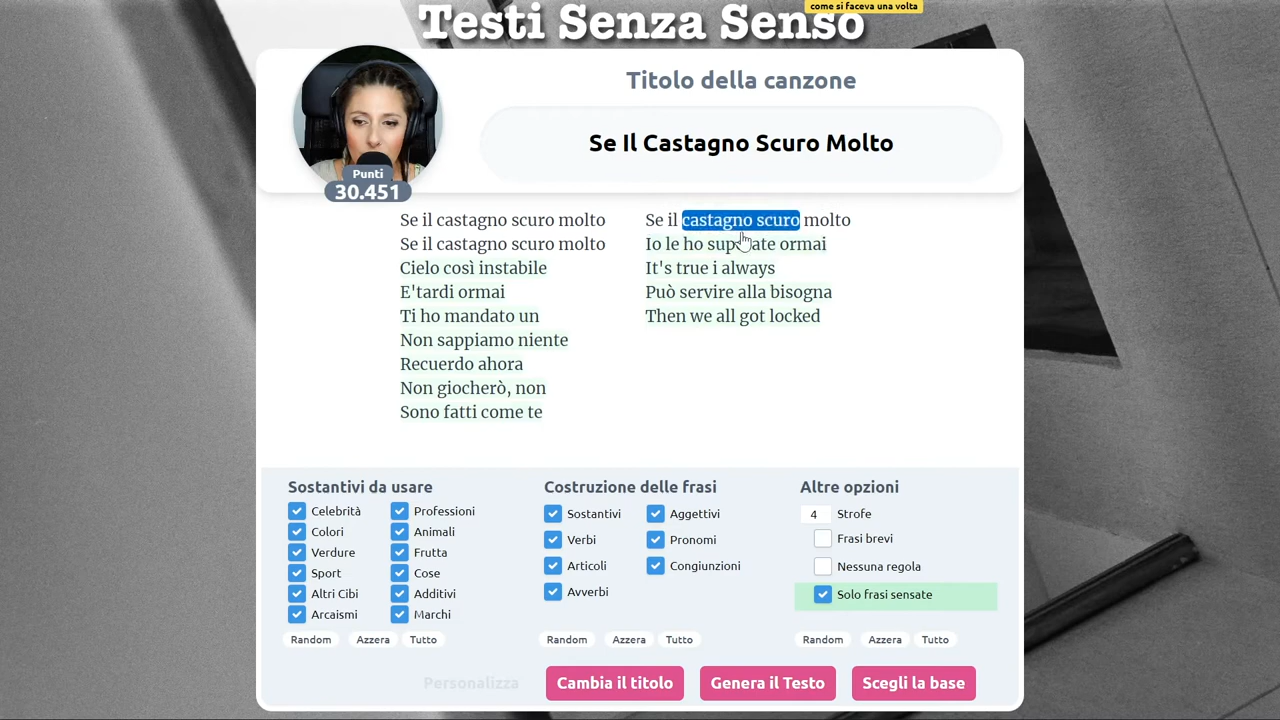 come si faceva una volta
Testi Senza Senso
Titolo della canzone
Se Il Castagno Scuro Molto
Punti
30.451
Se il castagno scuro molto
Se il castagno scuro molto
Cielo così instabile
E'tardi ormai
Ti ho mandato un
Non sappiamo niente
Recuerdo ahora
Non giocherò, non
Sono fatti come te
Se il castagno scuro molto
Io le ho ormai
It's true i always
Può servire alla bisogna
Then we all got locked
Sostantivi da usare
Celebrità
Professioni
Colori
Animali
Verdure
Frutta
Sport
Cose
Altri Cibi
Additivi
Arcaismi
Marchi
Random
Azzera
Tutto
Costruzione delle frasi
Sostantivi
Aggettivi
Verbi
Pronomi
Articoli
Congiunzioni
Avverbi
Random
Azzera
Tutto
Altre opzioni
4 Strofe
Frasi brevi
Nessuna regola
Solo frasi sensate
Random
Azzera
Tutto
Personalizza
Cambia il titolo
Genera il Testo
Scegli la base